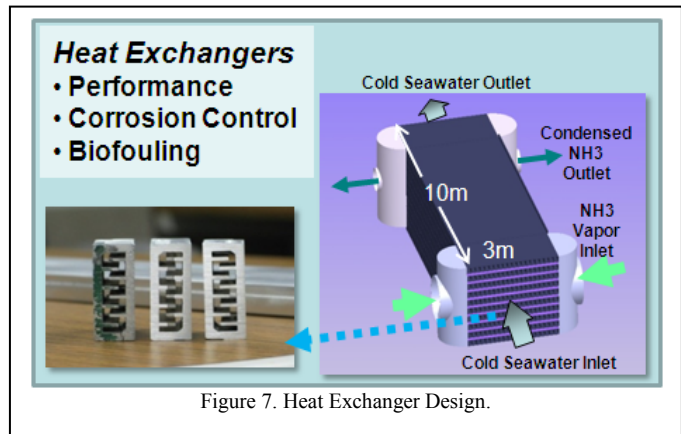 Heat Exchangers
• Performance
• Corrosion Control
• Biofouling
Cold Seawater Outlet
Condensed
NH3
Outlet
10m
NH3
Vapor
Inlet
3m
Cold Seawater Inlet
Figure 7. Heat Exchanger Design.